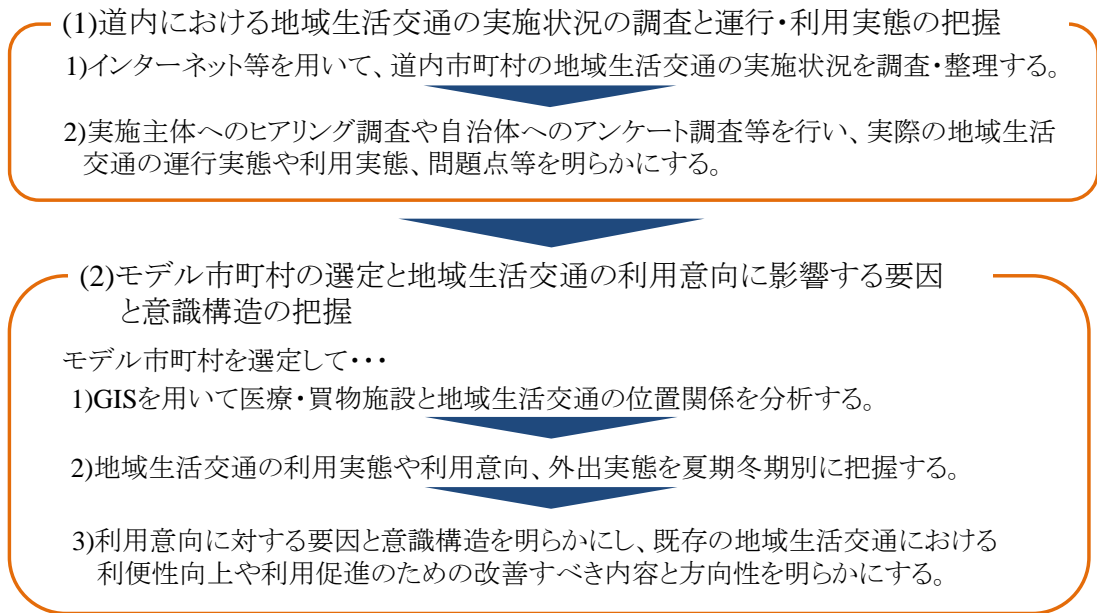 (1)道内における地域生活交通の実施状況の調査と運行・利用実態の把握
1)インターネット等を用いて、道内市町村の地域生活交通の実施状況を調査・整理する。
2)実施主体へのヒアリング調査や自治体へのアンケート調査等を行い、実際の地域生活
交通の運行実態や利用実態、問題点等を明らかにする。
(2)モデル市町村の選定と地域生活交通の利用意向に影響する要因
と意識構造の把握
モデル市町村を選定して・・・
1)GISを用いて医療・買物施設と地域生活交通の位置関係を分析する。
2)地域生活交通の利用実態や利用意向、外出実態を夏期冬期別に把握する。
3)利用意向に対する要因と意識構造を明らかにし、既存の地域生活交通における
利便性向上や利用促進のための改善すべき内容と方向性を明らかにする。